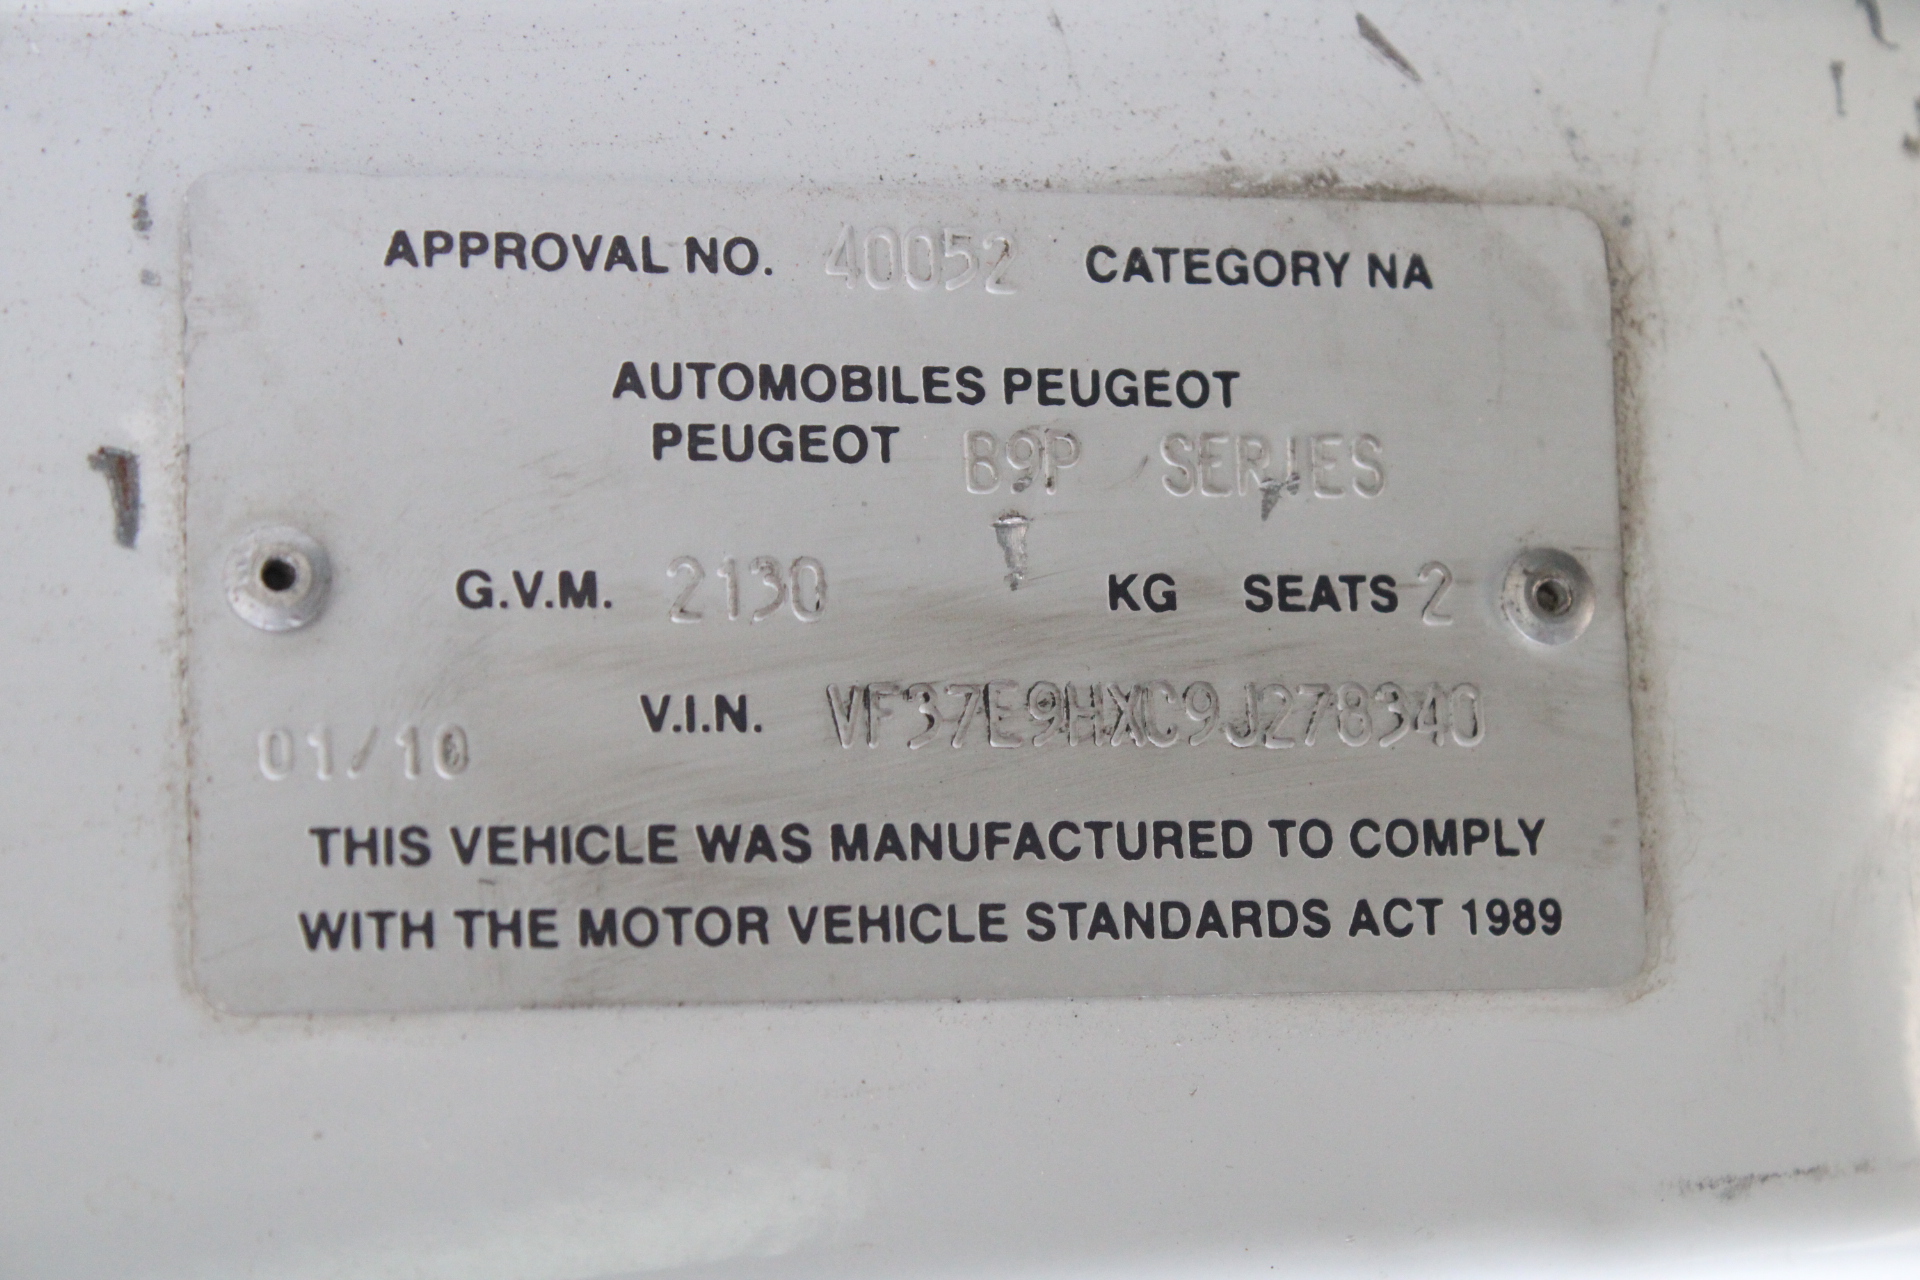 APPROVAL NO. 40052 CATEGORY NA
AUTOMOBILES PEUGEOT
PEUGEOT B9P SERIES
G.V.M. 2130 KG SEATS 2
V.I.N. VF37E9HXC9J278340
01/10
THIS VEHICLE WAS MANUFACTURED TO COMPLY
WITH THE MOTOR VEHICLE STANDARDS ACT 1989